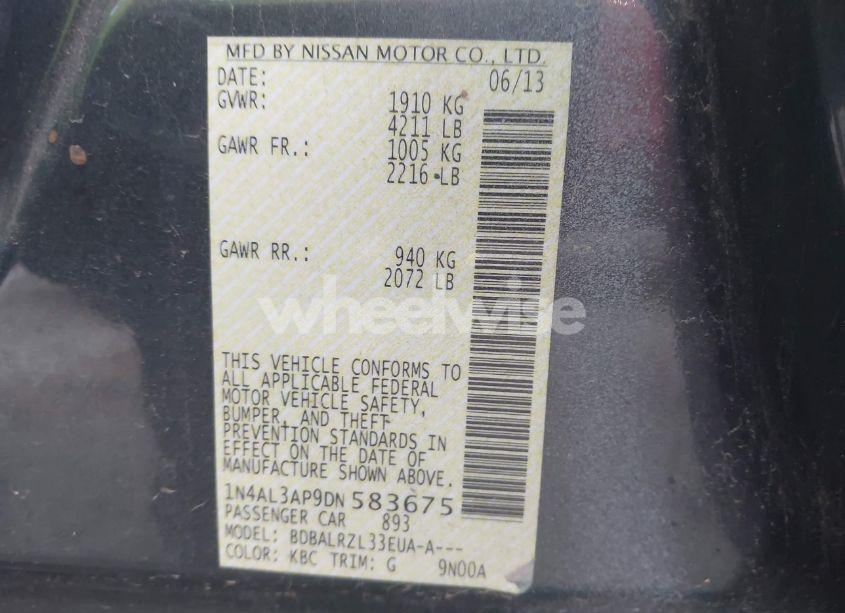 MFD BY NISSAN MOTOR CO., LTD.
DATE: 06/13
GVWR: 1910 KG
4211 LB
GAWR FR.: 1005 KG
2216 LB
GAWR RR.: 940 KG
2072 LB
wheelwise
THIS VEHICLE CONFORMS TO
ALL APPLICABLE FEDERAL
MOTOR VEHICLE SAFETY,
BUMPER, AND THEFT
PREVENTION STANDARDS IN
EFFECT ON THE DATE OF
MANUFACTURE SHOWN ABOVE.
1N4AL3AP9DN 583675
PASSENGER CAR 893
MODEL: BDBALRZL33EUA-A---
COLOR: KBC TRIM: G 9N00A